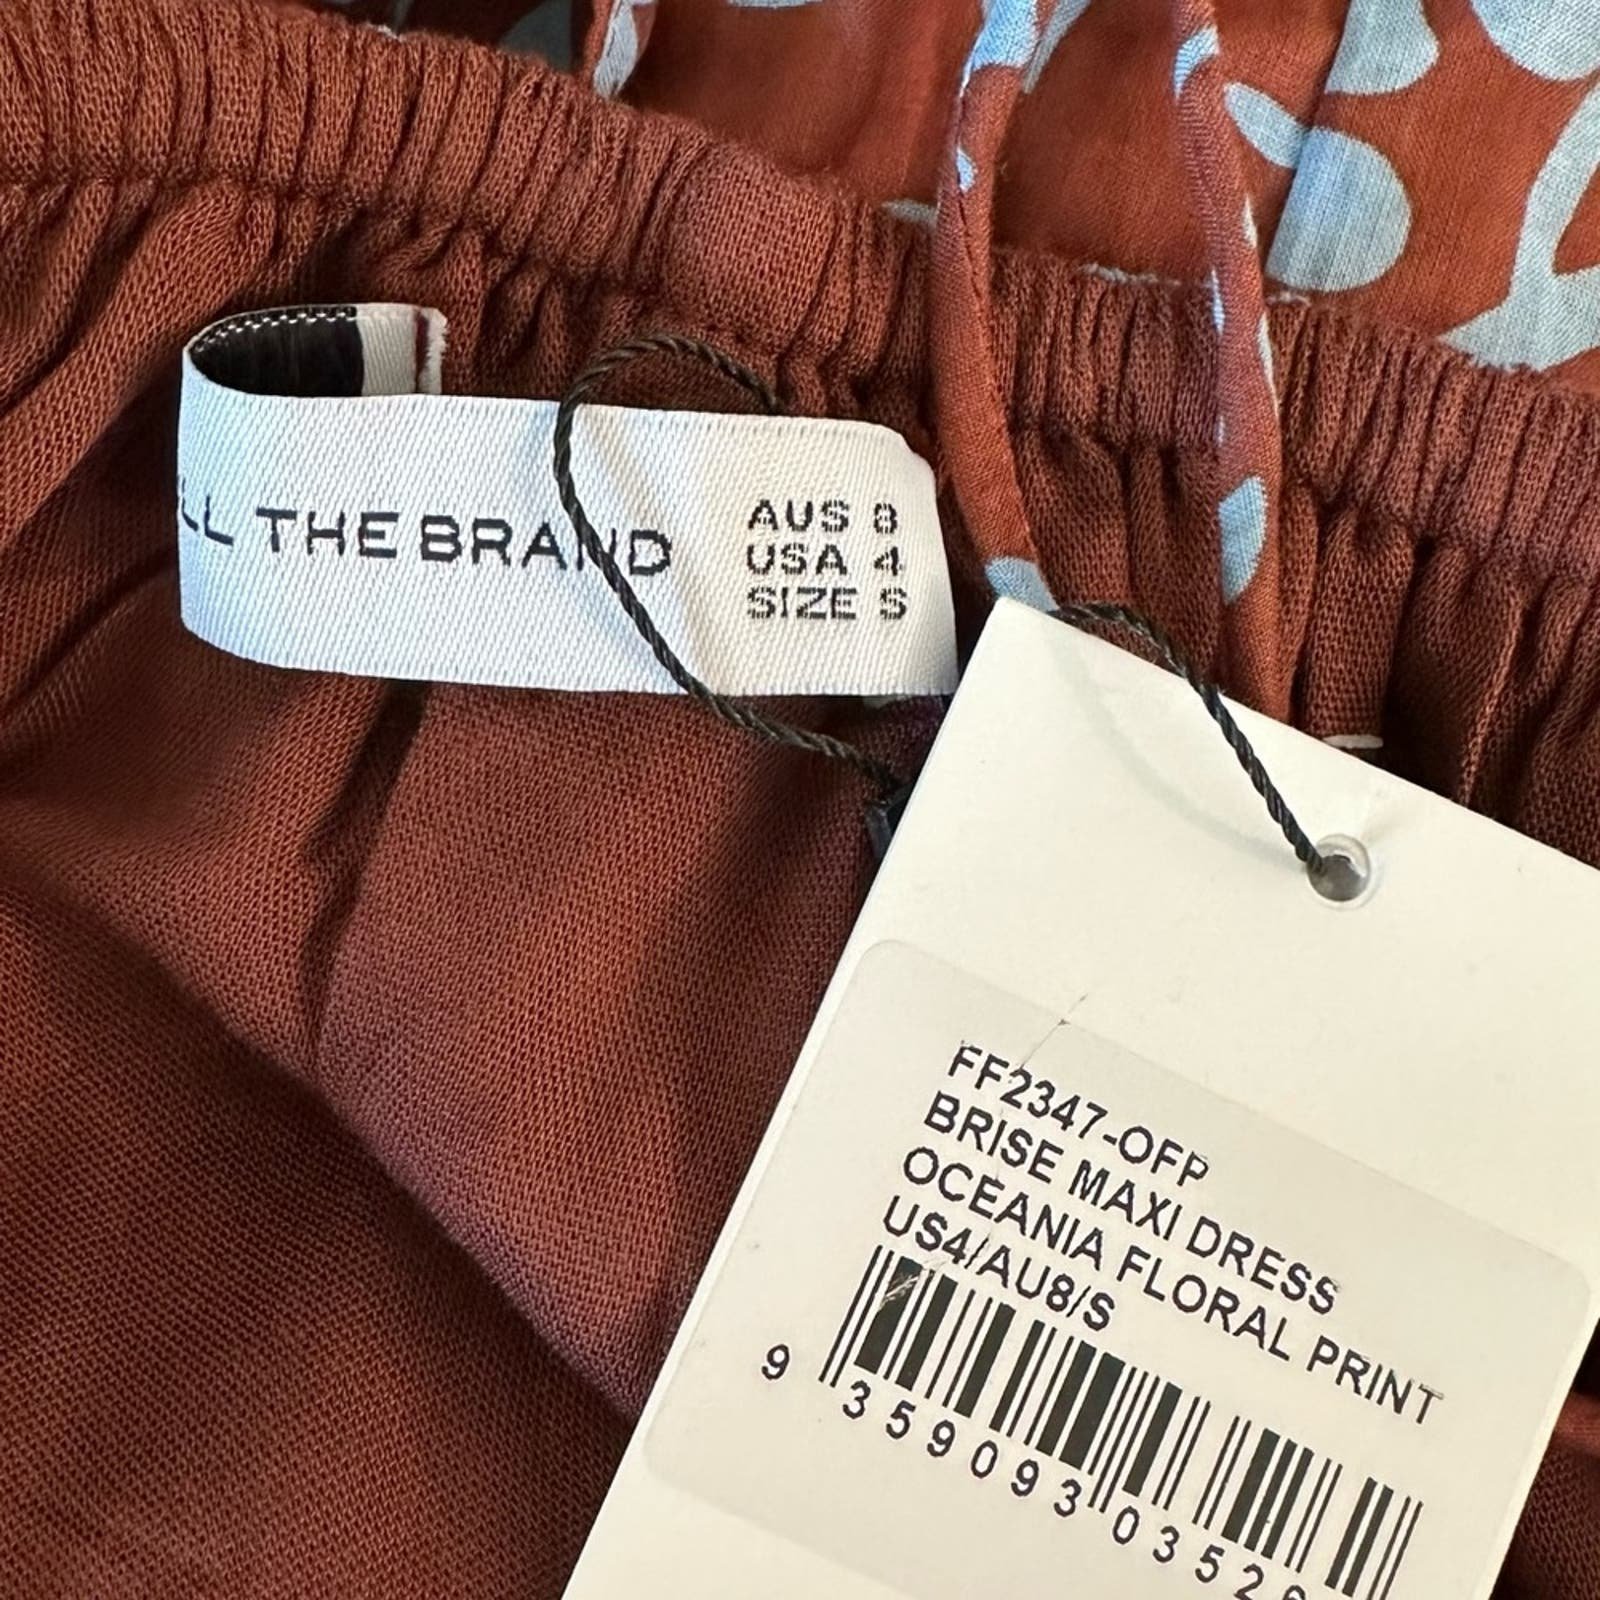 LL THE BRAND
AUS 8
USA 4
SIZE S
FF2347-OFP
BRISE MAXI DRESS
OCEANIA FLORAL PRINT
US4/AU8/S
9 359093 0352